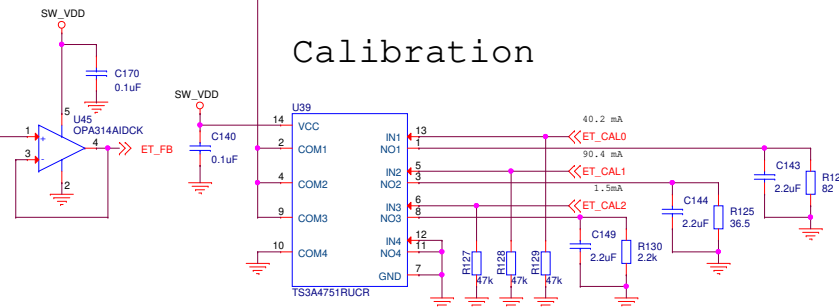 SW_VDD
Calibration
C170
0.1uF
U45
OPA314AIDCK
5
1
+
4
3
-
2
ET_FB
SW_VDD
C140
0.1uF
U39
14
VCC
2
COM1
4
COM2
9
COM3
10
COM4
IN1
13
NO1
1
IN2
5
NO2
3
IN3
6
NO3
8
IN4
12
NO4
11
GND
7
TS3A4751RUCR
40.2 mA
ET_CAL0
90.4 mA
ET_CAL1
1.5mA
ET_CAL2
R127
47k
R128
47k
R129
47k
C149
2.2uF
R130
2.2k
C144
2.2uF
R125
36.5
C143
2.2uF
82